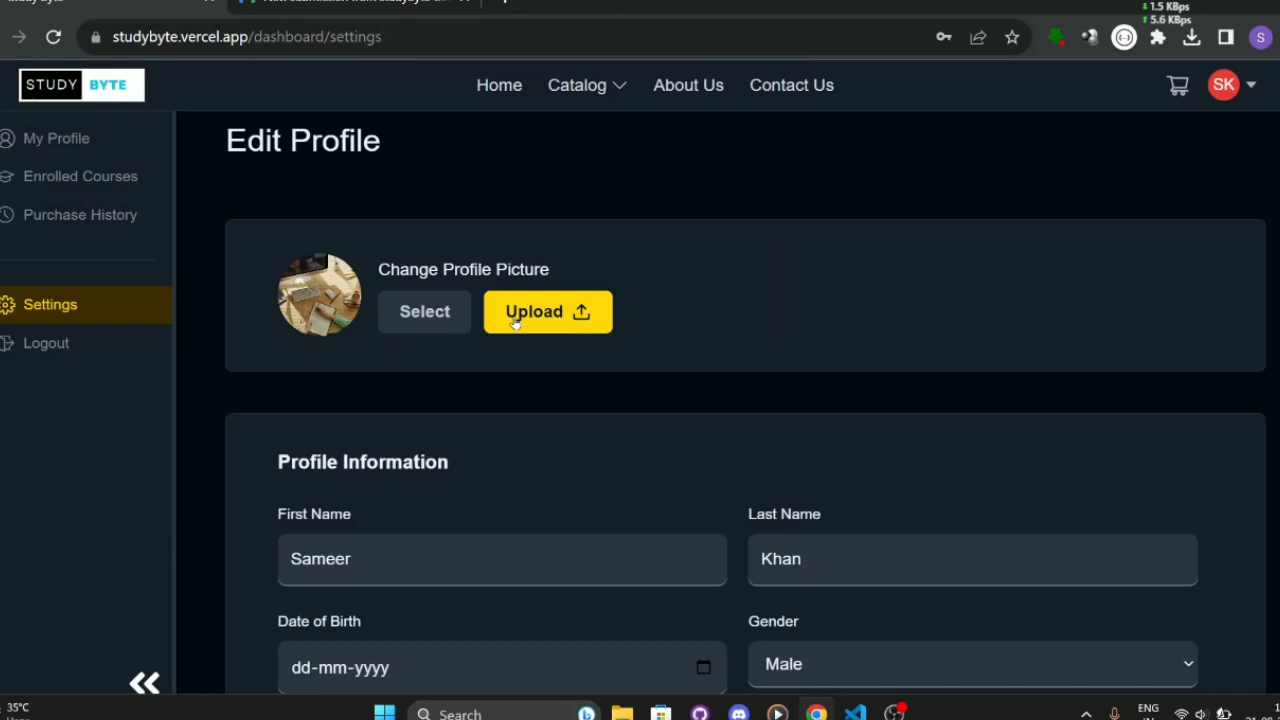 1.5 KBps
5.6 KBps
studybyte.vercel.app/dashboard/settings
S
STUDY BYTE
Home
Catalog
About Us
Contact Us
SK
My Profile
Enrolled Courses
Purchase History
Settings
Logout
Edit Profile
Change Profile Picture
Select
Upload
Profile Information
First Name
Last Name
Sameer
Khan
Date of Birth
Gender
dd-mm-yyyy
Male
35°C
Search
ENG